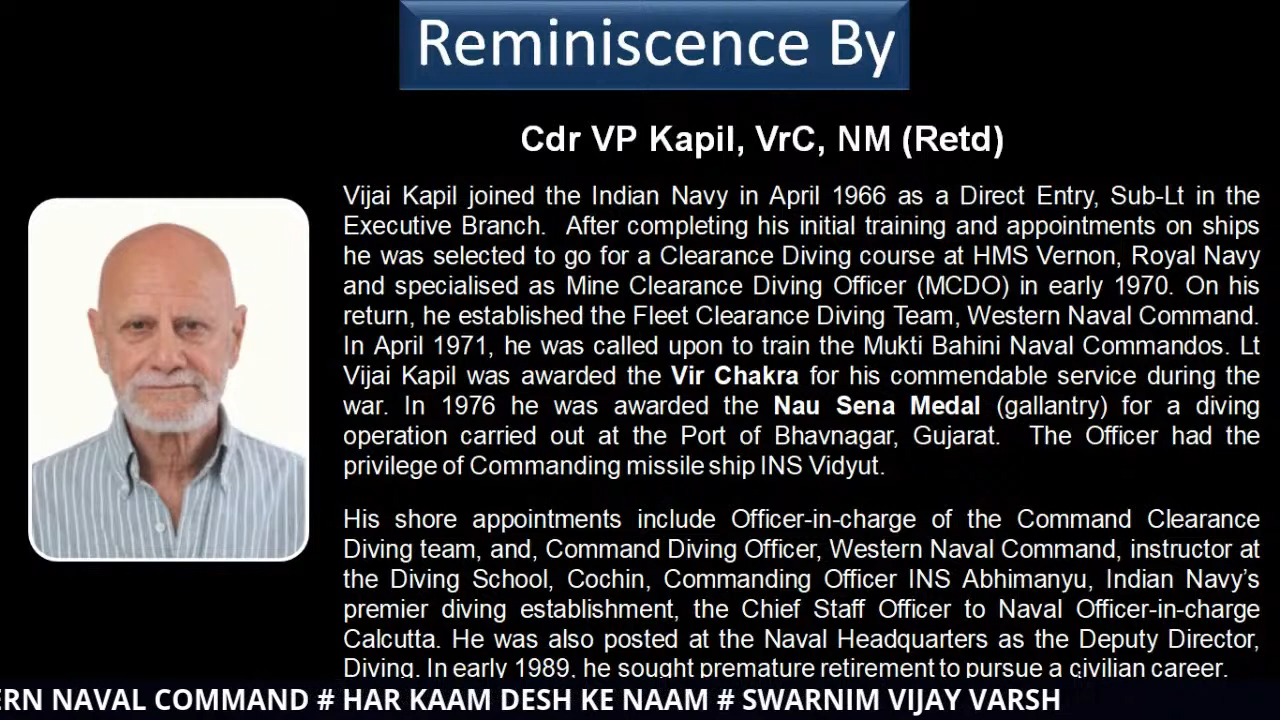 Reminiscence By
Cdr VP Kapil, VrC, NM (Retd)
Vijai Kapil joined the Indian Navy in April 1966 as a Direct Entry, Sub-Lt in the
Executive Branch. After completing his initial training and appointments on ships
he was selected to go for a Clearance Diving course at HMS Vernon, Royal Navy
and specialised as Mine Clearance Diving Officer (MCDO) in early 1970. On his
return, he established the Fleet Clearance Diving Team, Western Naval Command.
In April 1971, he was called upon to train the Mukti Bahini Naval Commandos. Lt
Vijai Kapil was awarded the Vir Chakra for his commendable service during the
war. In 1976 he was awarded the Nau Sena Medal (gallantry) for a diving
operation carried out at the Port of Bhavnagar, Gujarat. The Officer had the
privilege of Commanding missile ship INS Vidyut.
His shore appointments include Officer-in-charge of the Command Clearance
Diving team, and, Command Diving Officer, Western Naval Command, instructor at
the Diving School, Cochin, Commanding Officer INS Abhimanyu, Indian Navy's
premier diving establishment, the Chief Staff Officer to Naval Officer-in-charge
Calcutta. He was also posted at the Naval Headquarters as the Deputy Director,
Diving. In early 1989, he sought premature retirement to pursue a civilian career.
ERN NAVAL COMMAND # HAR KAAM DESH KE NAAM # SWARNIM VIJAY VARSH